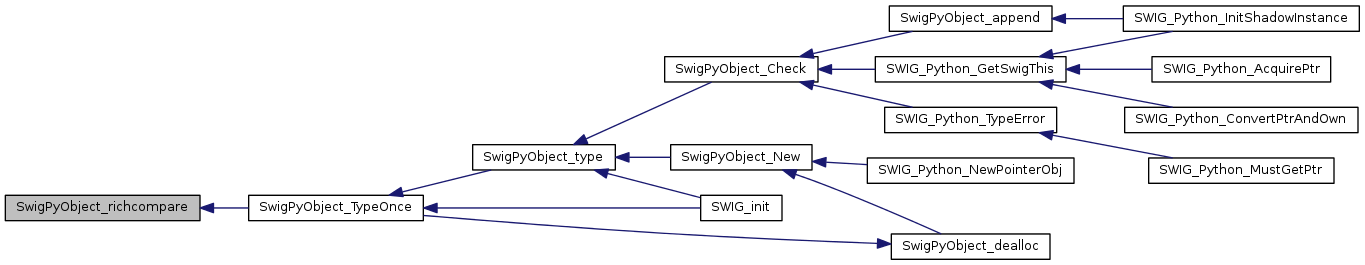 SwigPyObject_append
SWIG_Python_InitShadowInstance
SwigPyObject_Check
SWIG_Python_GetSwigThis
SWIG_Python_AcquirePtr
SWIG_Python_TypeError
SWIG_Python_ConvertPtrAndOwn
SwigPyObject_type
SwigPyObject_New
SWIG_Python_NewPointerObj
SWIG_Python_MustGetPtr
SwigPyObject_richcompare
SwigPyObject_TypeOnce
SWIG_init
SwigPyObject_dealloc